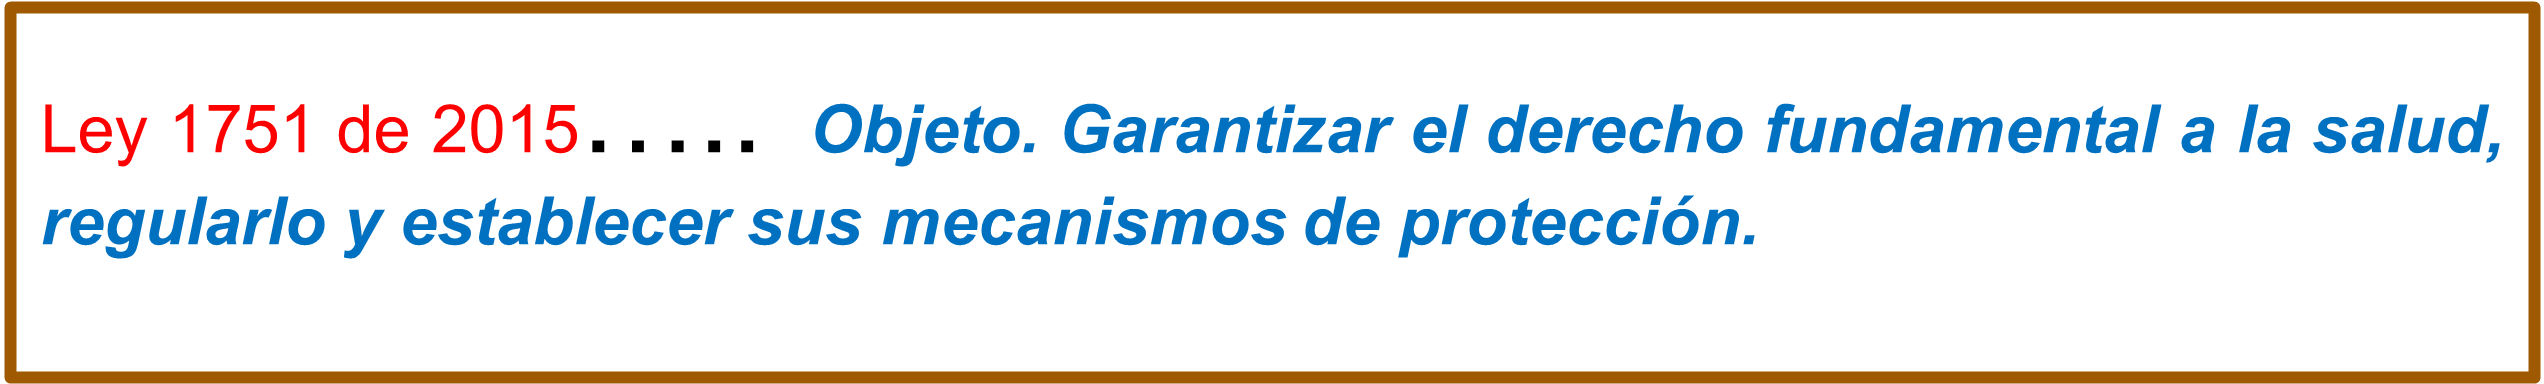 Ley 1751 de 2015. . . . . Objeto. Garantizar el derecho fundamental a la salud,
regularlo y establecer sus mecanismos de protección.